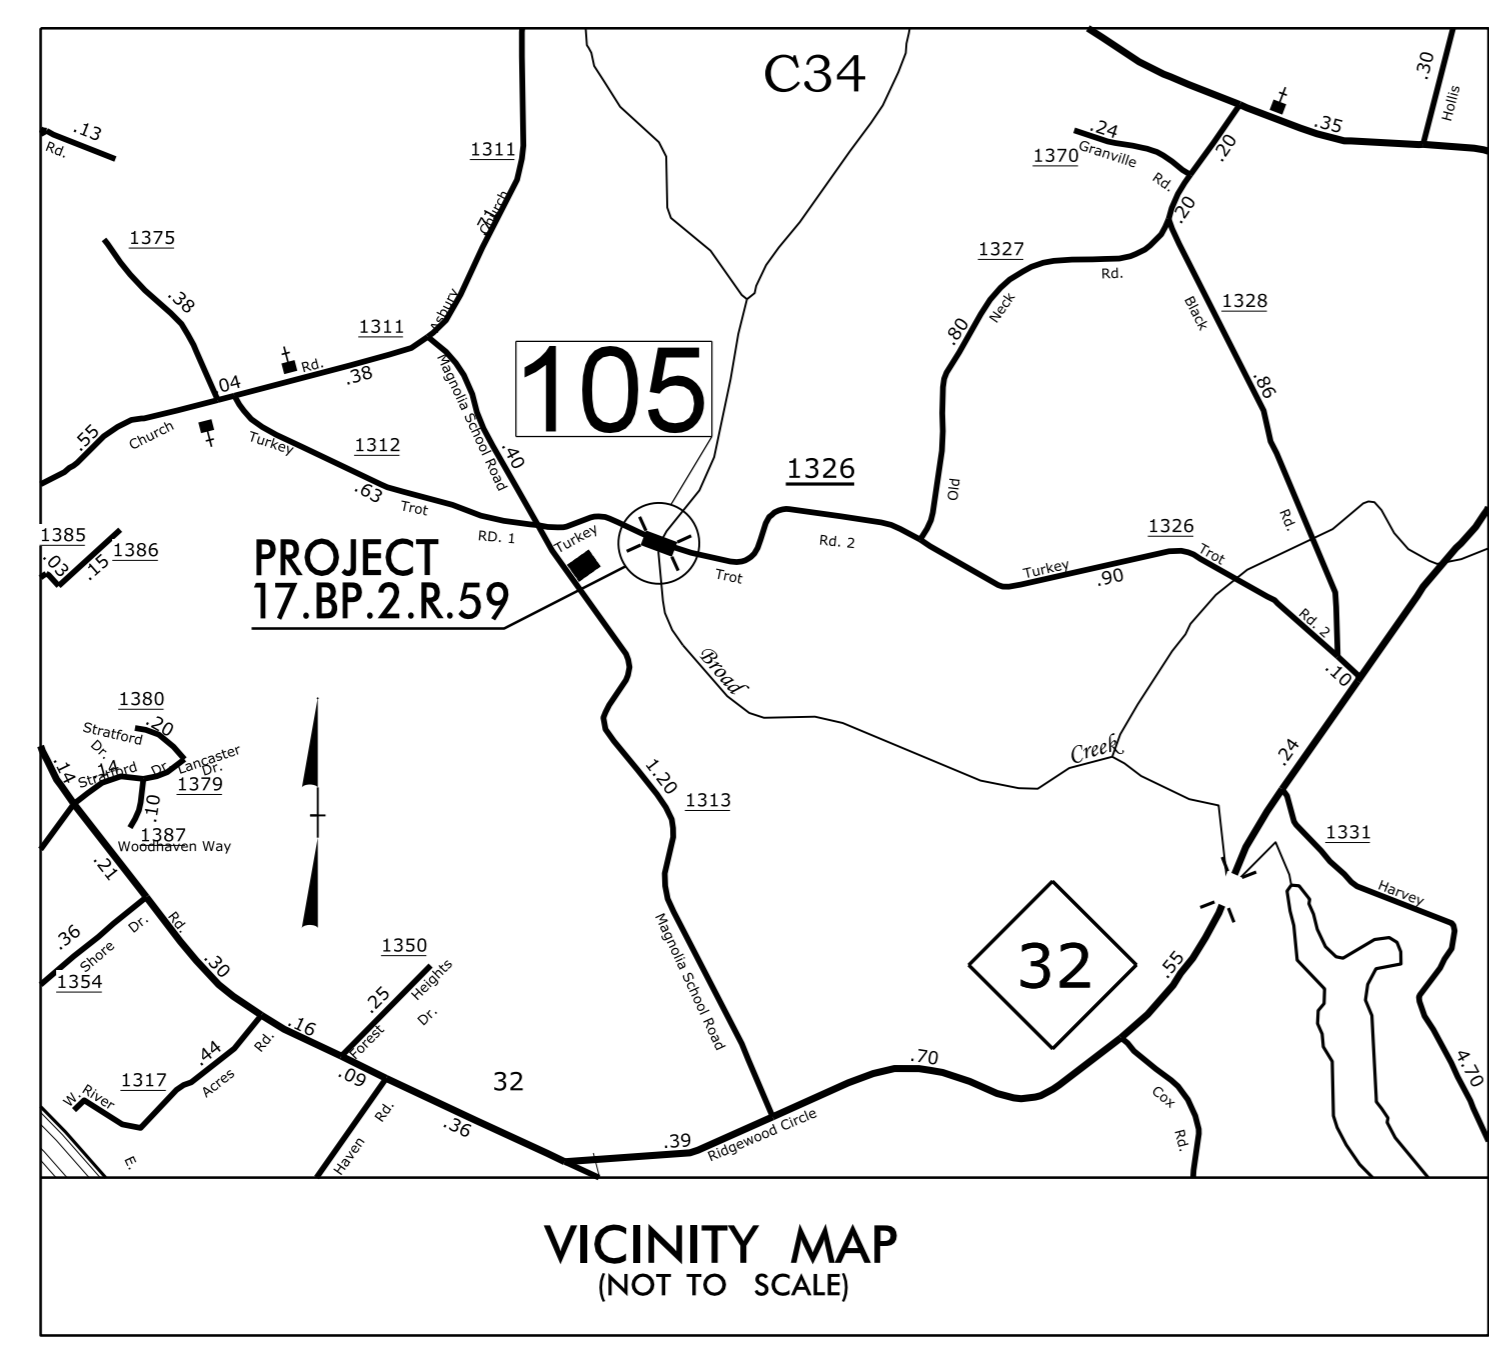 C34
.13
Rd.
.30
Hollis
.35
.24
Granville
Rd.
1370
.20
.20
1311
Church
.71
Asbury
1375
.38
1327
Rd.
Neck
.80
Old
Black
1328
.86
Rd.
1311
Rd.
.38
.04
.55
Church
Turkey
1312
.63
Trot
RD. 1
Magnolia School Road
.40
105
1326
Turkey
Trot
Rd. 2
1326
Turkey
.90
Trot
Rd. 2
.10
1385
.03
1386
.15
PROJECT
17.BP.2.R.59
Broad
Creek
1380
.20
Stratford
Dr.
.14
.14
Stratford
Dr.
Lancaster
Dr.
1379
.10
1387
Woodhaven Way
1.20
1313
.24
1331
Harvey
.21
.36
Shore
Dr.
1354
Rd.
.30
1350
.25
Heights
Forest
Dr.
Magnolia School Road
32
.55
4.70
.16
.44
Rd.
Acres
1317
W. River
.09
32
.36
Haven
Rd.
E.
.39
Ridgewood Circle
.70
Cox
Rd.
VICINITY MAP
(NOT TO SCALE)